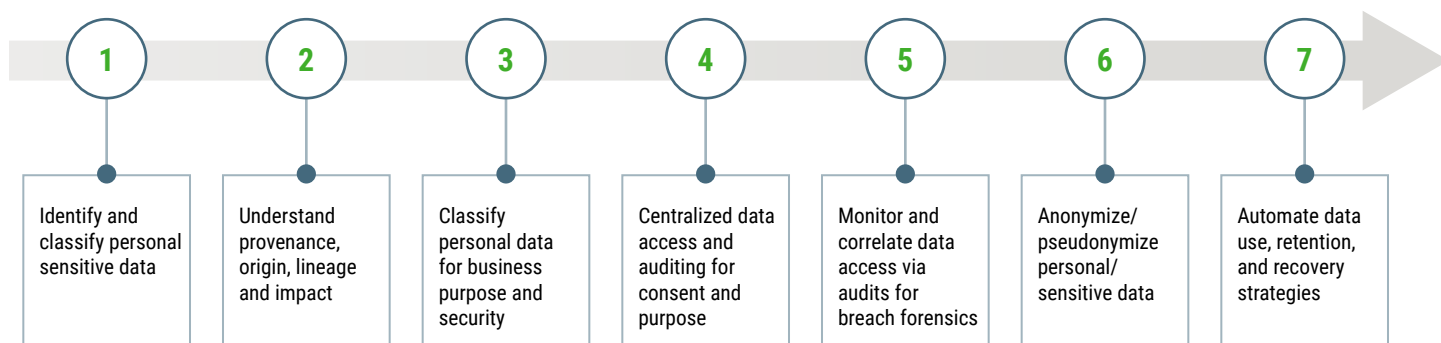 1
2
3
4
5
6
7
Identify and
classify personal
sensitive data
Understand
provenance,
origin, lineage
and impact
Classify
personal data
for business
purpose and
security
Centralized data
access and
auditing for
consent and
purpose
Monitor and
correlate data
access via
audits for
breach forensics
Anonymize/
pseudonymize
personal/
sensitive data
Automate data
use, retention,
and recovery
strategies